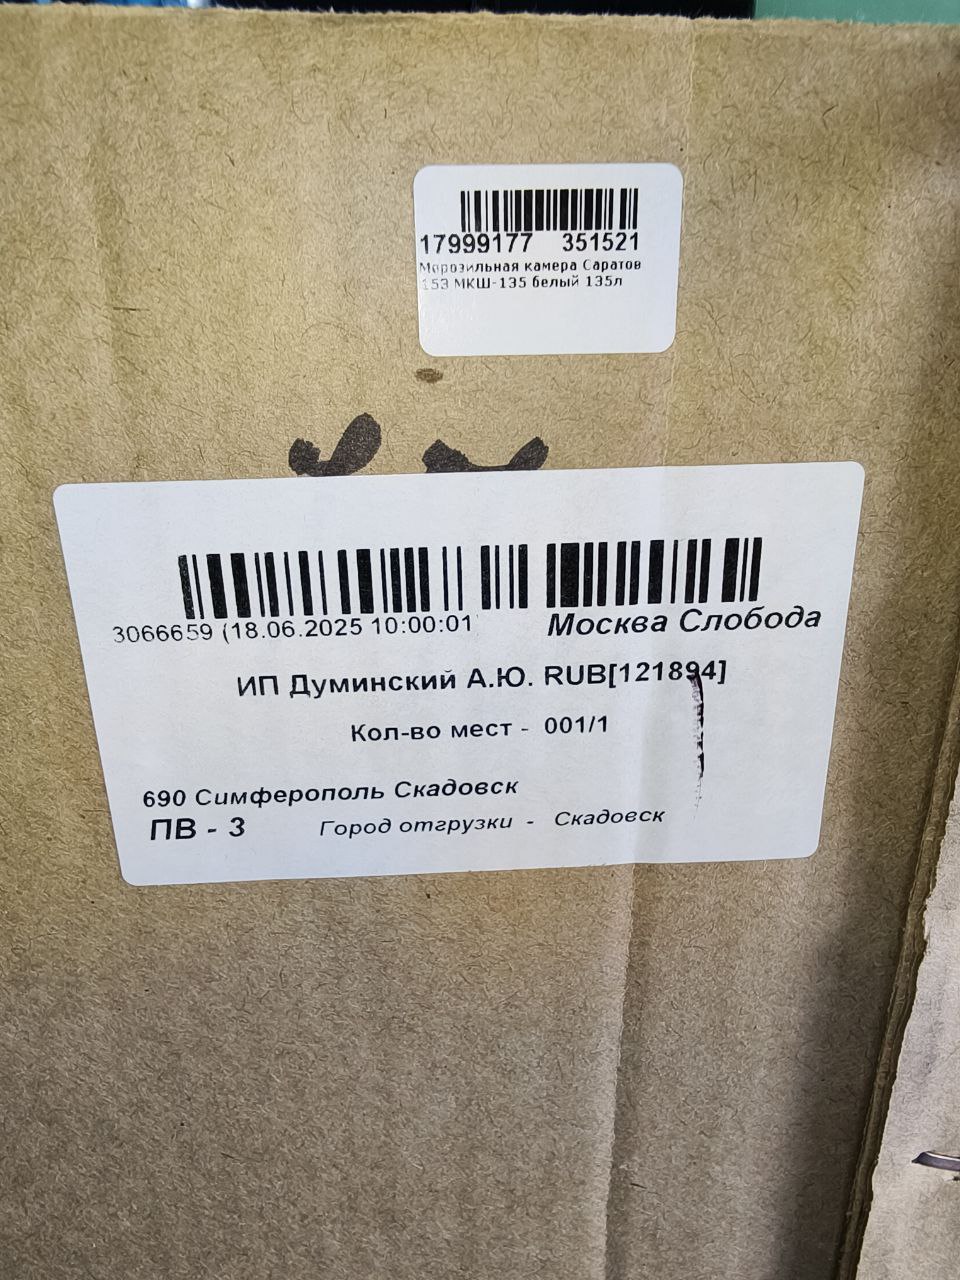 17999177 351521
Морозильная камера Саратов
153 МКШ-135 белый 135л
3066659 (18.06.2025 10:00:01
Москва Слобода
ИП Думинский А.Ю. RUB[121894]
Кол-во мест - 001/1
690 Симферополь Скадовск
ПВ - 3 Город отгрузки - Скадовск